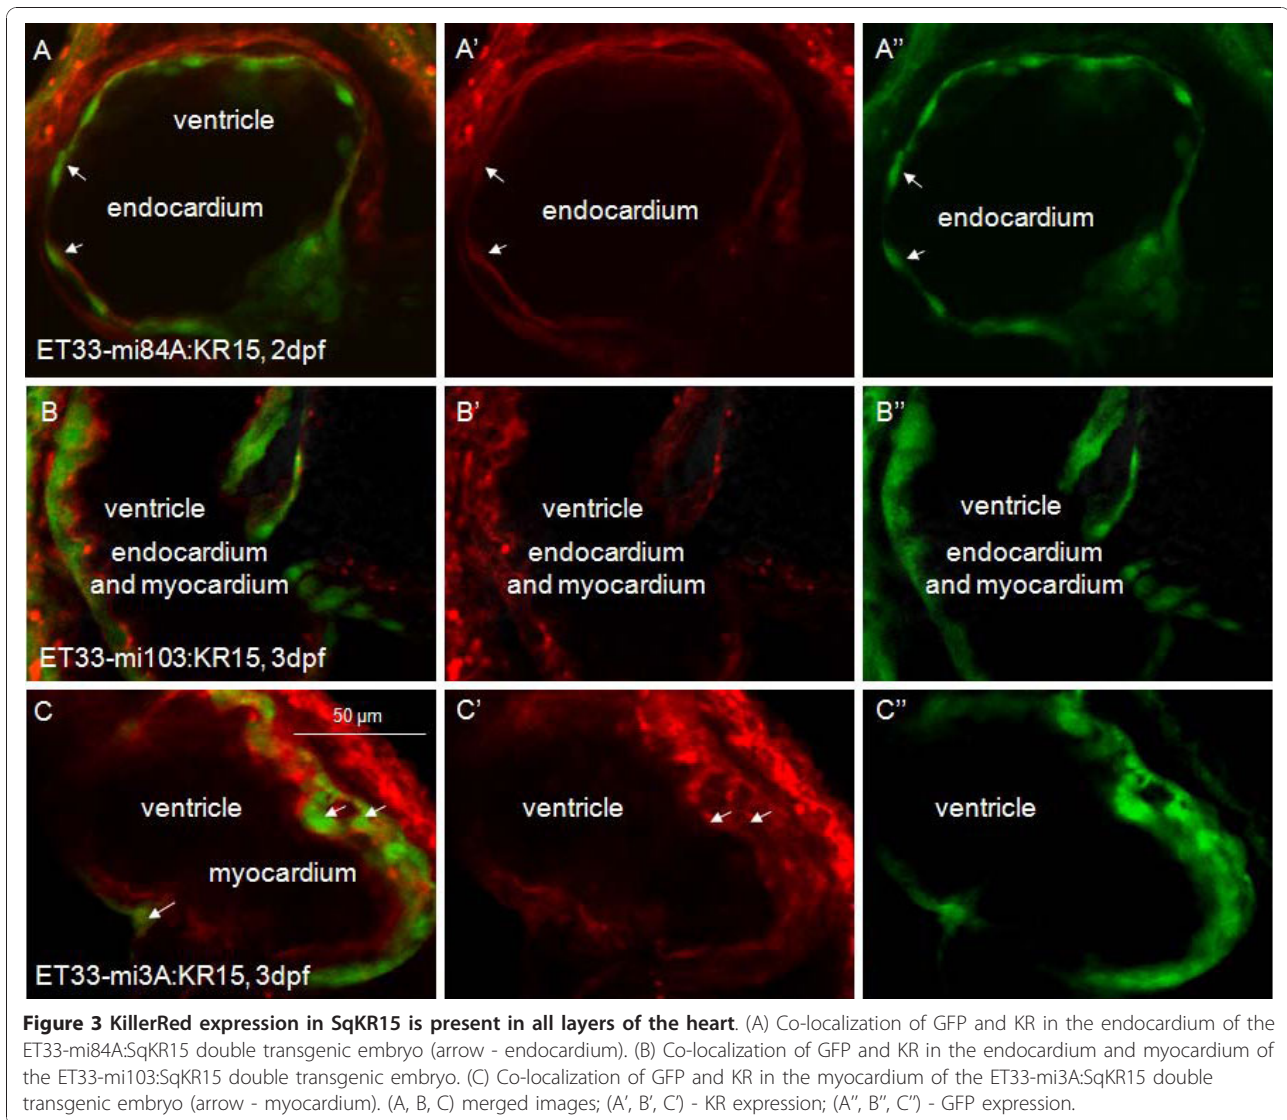 A
ventricle
endocardium
ET33-mi84A:KR15, 2dpf
A’
endocardium
A’’
endocardium
B
ventricle
endocardium
and myocardium
ET33-mi103:KR15, 3dpf
B’
ventricle
endocardium
and myocardium
B’’
ventricle
endocardium
and myocardium
C
50 µm
ventricle
myocardium
ET33-mi3A:KR15, 3dpf
C’
ventricle
C’’
ventricle
Figure 3 KillerRed expression in SqKR15 is present in all layers of the heart. (A) Co-localization of GFP and KR in the endocardium of the
ET33-mi84A:SqKR15 double transgenic embryo (arrow - endocardium). (B) Co-localization of GFP and KR in the endocardium and myocardium of
the ET33-mi103:SqKR15 double transgenic embryo. (C) Co-localization of GFP and KR in the myocardium of the ET33-mi3A:SqKR15 double
transgenic embryo (arrow - myocardium). (A, B, C) merged images; (A′, B′, C′) - KR expression; (A″, B″, C″) - GFP expression.